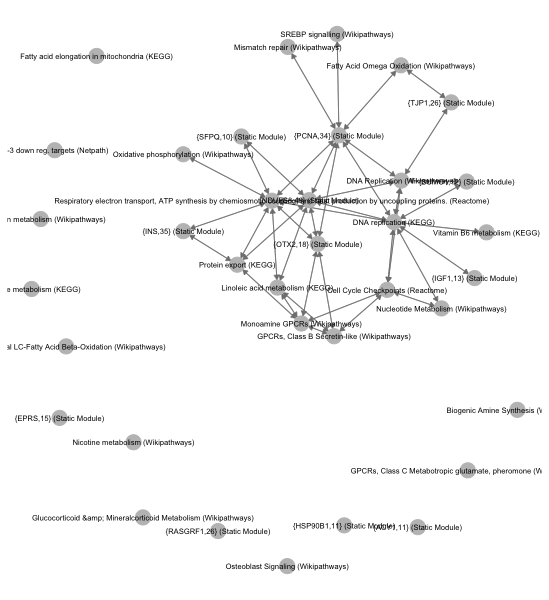 SREBP signalling (Wikipathways)
Mismatch repair (Wikipathways)
Fatty acid elongation in mitochondria (KEGG)
Fatty Acid Omega Oxidation (Wikipathways)
{TJP1,26} (Static Module)
{SFPQ,10} (Static Module)
{PCNA,34} (Static Module)
-3 down reg. targets (Netpath)
Oxidative phosphorylation (Wikipathways)
DNA Replication (Wikipathways)
(Static Module)
Respiratory electron transport, ATP synthesis by chemiosmotic
production by uncoupling proteins. (Reactome)
n metabolism (Wikipathways)
DNA replication (KEGG)
{INS,35} (Static Module)
Vitamin B6 metabolism (KEGG)
{OTX2,18} (Static Module)
Protein export (KEGG)
{IGF1,13} (Static Module)
e metabolism (KEGG)
Linoleic acid metabolism (KEGG)
Cell Cycle Checkpoints (Reactome)
Nucleotide Metabolism (Wikipathways)
Monoamine GPCRs (Wikipathways)
GPCRs, Class B Secretin-like (Wikipathways)
al LC-Fatty Acid Beta-Oxidation (Wikipathways)
Biogenic Amine Synthesis (W
{EPRS,15} (Static Module)
Nicotine metabolism (Wikipathways)
GPCRs, Class C Metabotropic glutamate, pheromone (W
Glucocorticoid &amp; Mineralcorticoid Metabolism (Wikipathways)
{RASGRF1,26} (Static Module)
{HSP90B1,11} (Static Module)
(Static Module)
Osteoblast Signaling (Wikipathways)